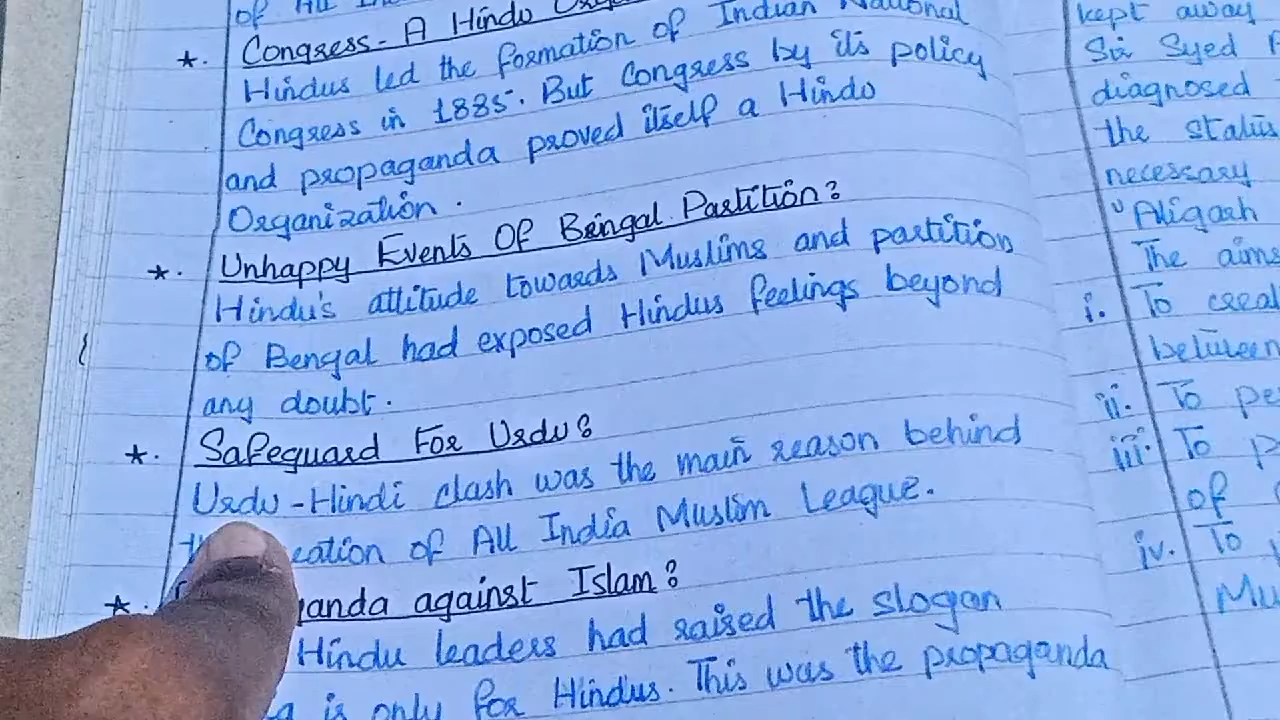 of All
★. Congress- A Hindu
Hindus led the formation of Indian National
Congress in 1885. But Congress by its policy
and propaganda proved itself a Hindu
Organization.
★. Unhappy Events Of Bengal Partition:
Hindu's attitude towards Muslims and partition
of Bengal had exposed Hindus feelings beyond
any doubt.
★. Safeguard For Urdu:
Urdu-Hindi clash was the main reason behind
of All India Muslim League.
★. against Islam:
Hindu leaders had raised the slogan
is only for Hindus. This was the propaganda
kept away
Sir Syed
diagnosed
the status
necessary
Aligarh
The aims
i. To
between
ii. To
iii. To
of
iv. To